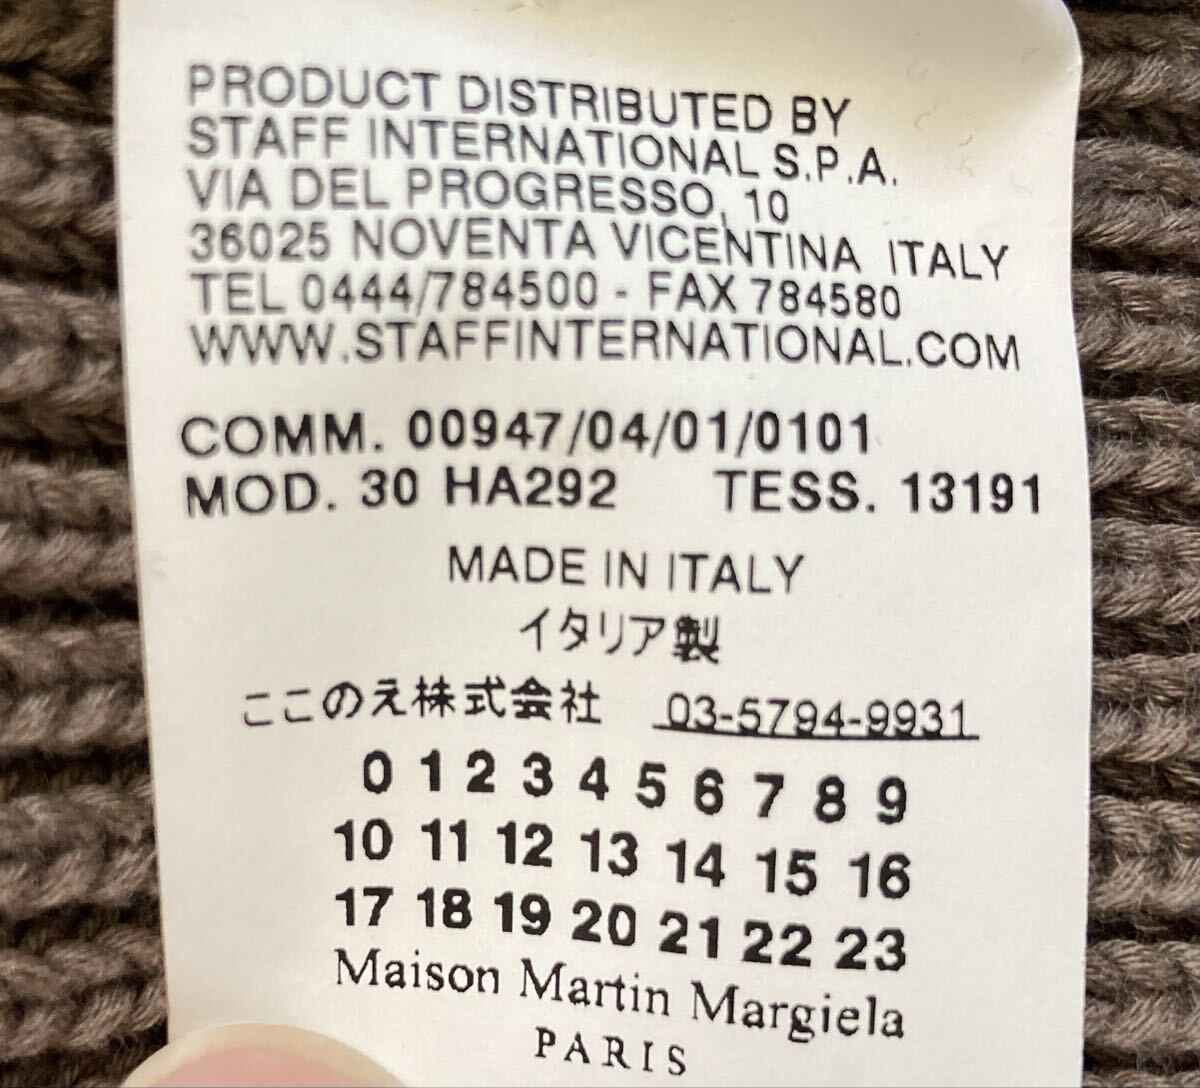 PRODUCT DISTRIBUTED BY
STAFF INTERNATIONAL S.P.A.
VIA DEL PROGRESSO, 10
36025 NOVENTA VICENTINA ITALY
TEL 0444/784500 - FAX 784580
WWW.STAFFINTERNATIONAL.COM
COMM. 00947/04/01/0101
MOD. 30 HA292 TESS. 13191
MADE IN ITALY
イタリア製
ここのえ株式会社 03-5794-9931
0 1 2 3 4 5 6 7 8 9
10 11 12 13 14 15 16
17 18 19 20 21 22 23
Maison Martin Margiela
PARIS